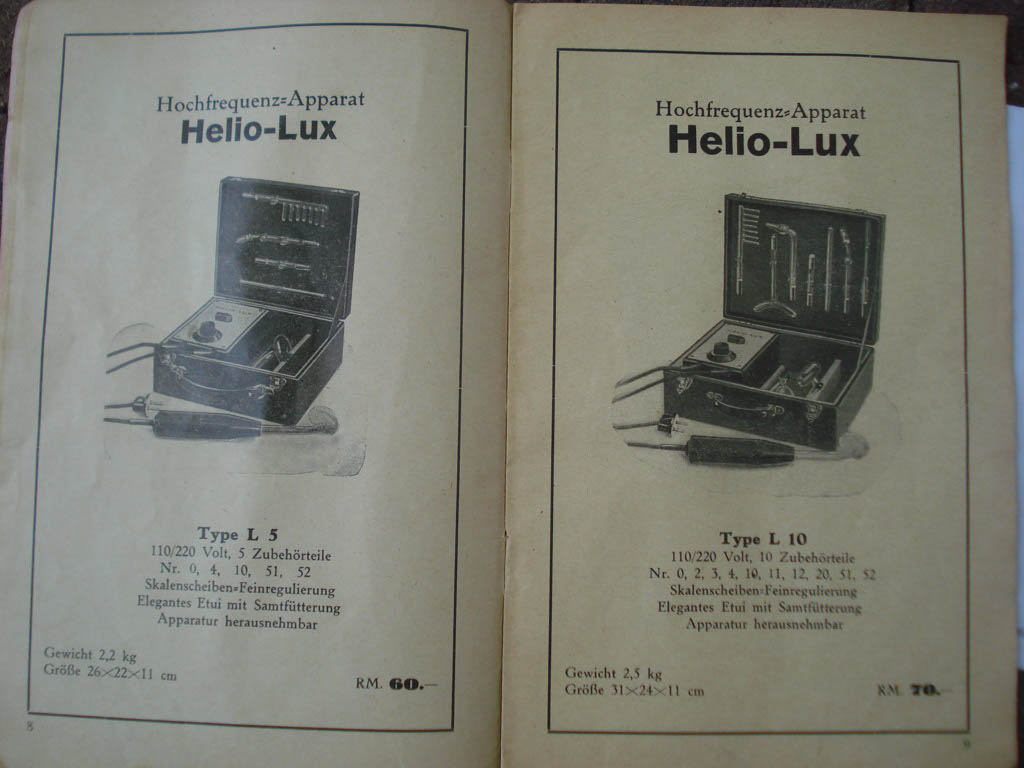 Hochfrequenz=Apparat
Helio-Lux
Type L 5
110/220 Volt, 5 Zubehörteile
Nr. 0, 4, 10, 51, 52
Skalenscheiben=Feinregulierung
Elegantes Etui mit Samtfütterung
Apparatur herausnehmbar
Gewicht 2,2 kg
Größe 26×22×11 cm
RM. 60.—
8
Hochfrequenz=Apparat
Helio-Lux
Type L 10
110/220 Volt, 10 Zubehörteile
Nr. 0, 2, 3, 4, 10, 11, 12, 20, 51, 52
Skalenscheiben=Feinregulierung
Elegantes Etui mit Samtfütterung
Apparatur herausnehmbar
Gewicht 2,5 kg
Größe 31×24×11 cm
RM. 70.—
9